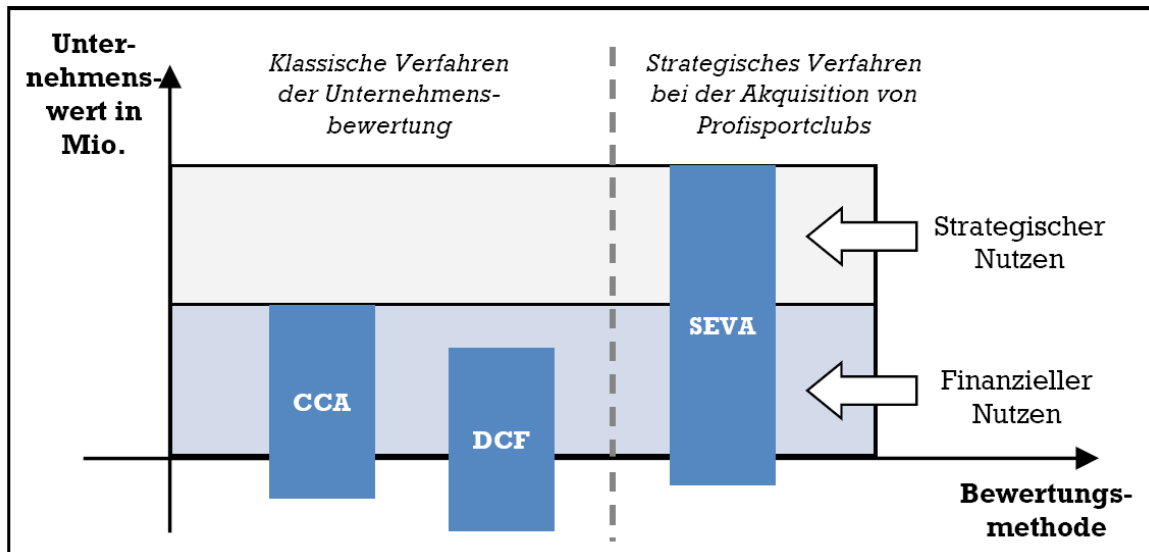 Unter-
nehmens-
wert in
Mio.
Klassische Verfahren
der Unternehmens-
bewertung
Strategisches Verfahren
bei der Akquisition von
Profisportclubs
Strategischer
Nutzen
SEVA
CCA
DCF
Finanzieller
Nutzen
Bewertungs-
methode